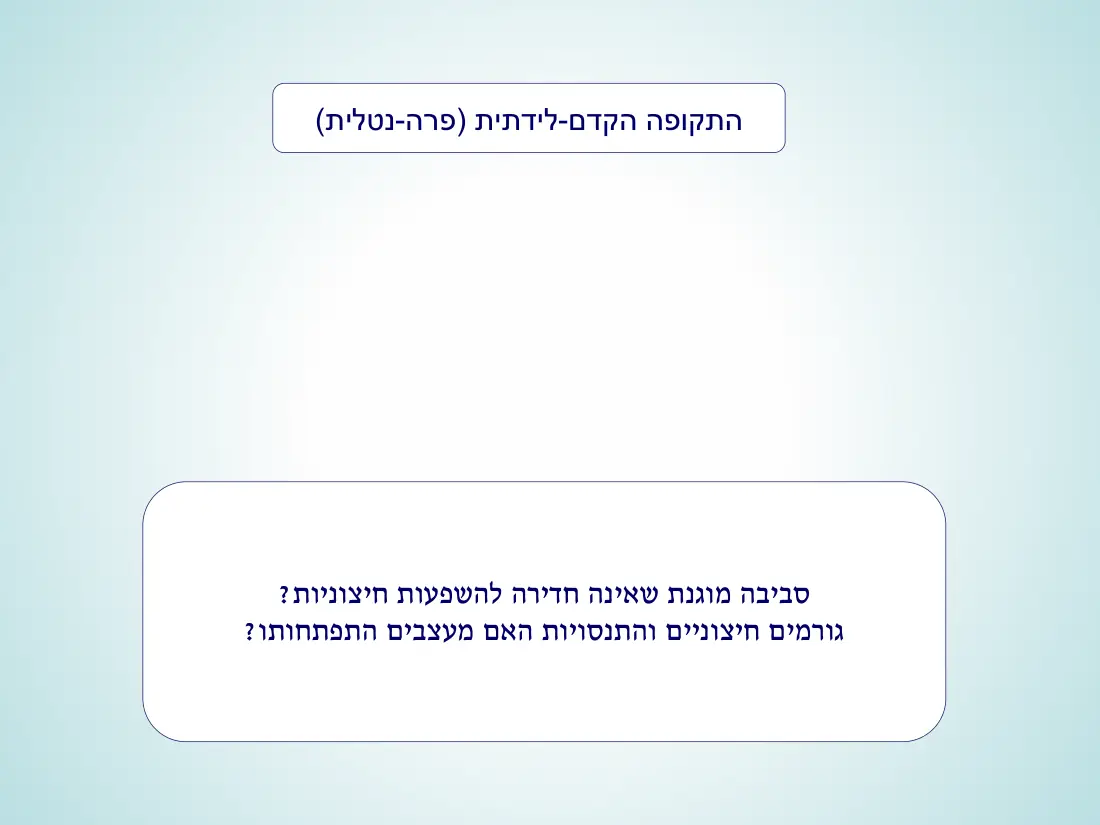 התקופה הקדם-לידתית (פרה-נטלית)
סביבה מוגנת שאינה חדירה להשפעות חיצוניות?
גורמים חיצוניים והתנסויות האם מעצבים התפתחותו?